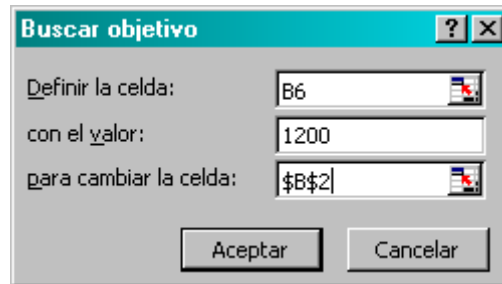 Buscar objetivo
Definir la celda: B6
con el valor: 1200
para cambiar la celda: $B$2
Aceptar Cancelar